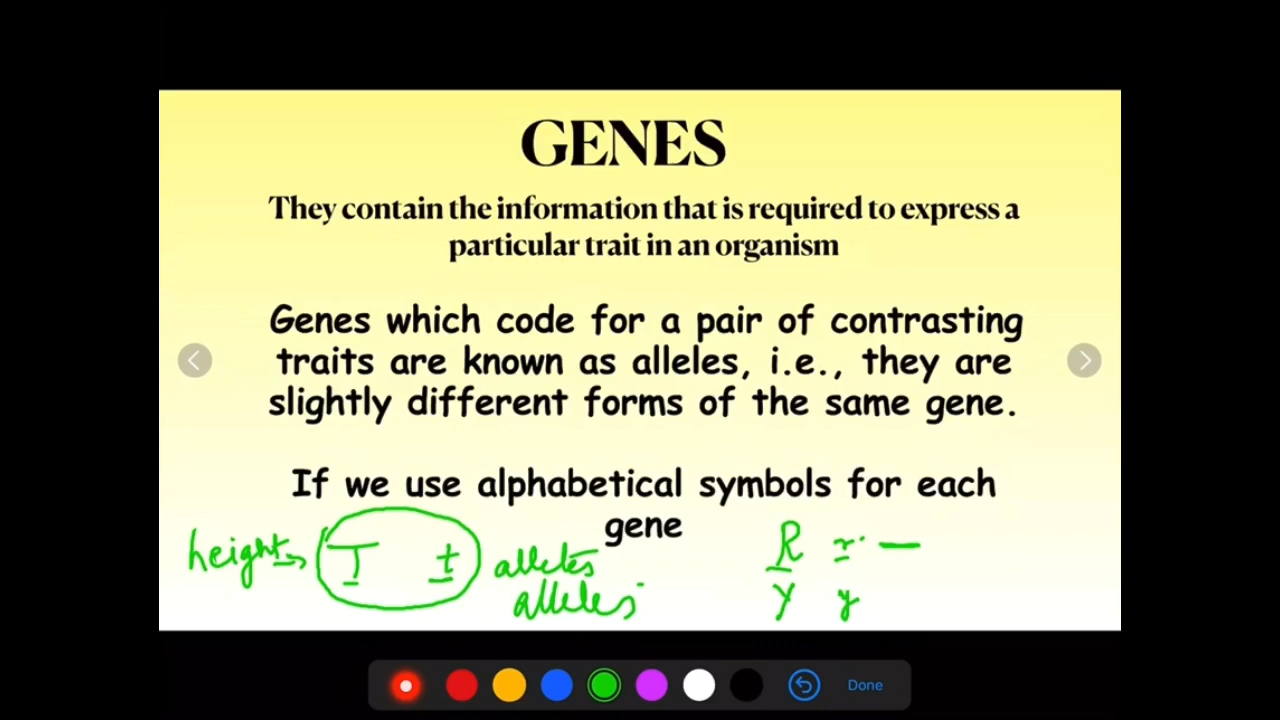 GENES
They contain the information that is required to express a
particular trait in an organism
Genes which code for a pair of contrasting
traits are known as alleles, i.e., they are
slightly different forms of the same gene.
If we use alphabetical symbols for each
gene
height → T t alletes
alleles
R r
Y y
Done